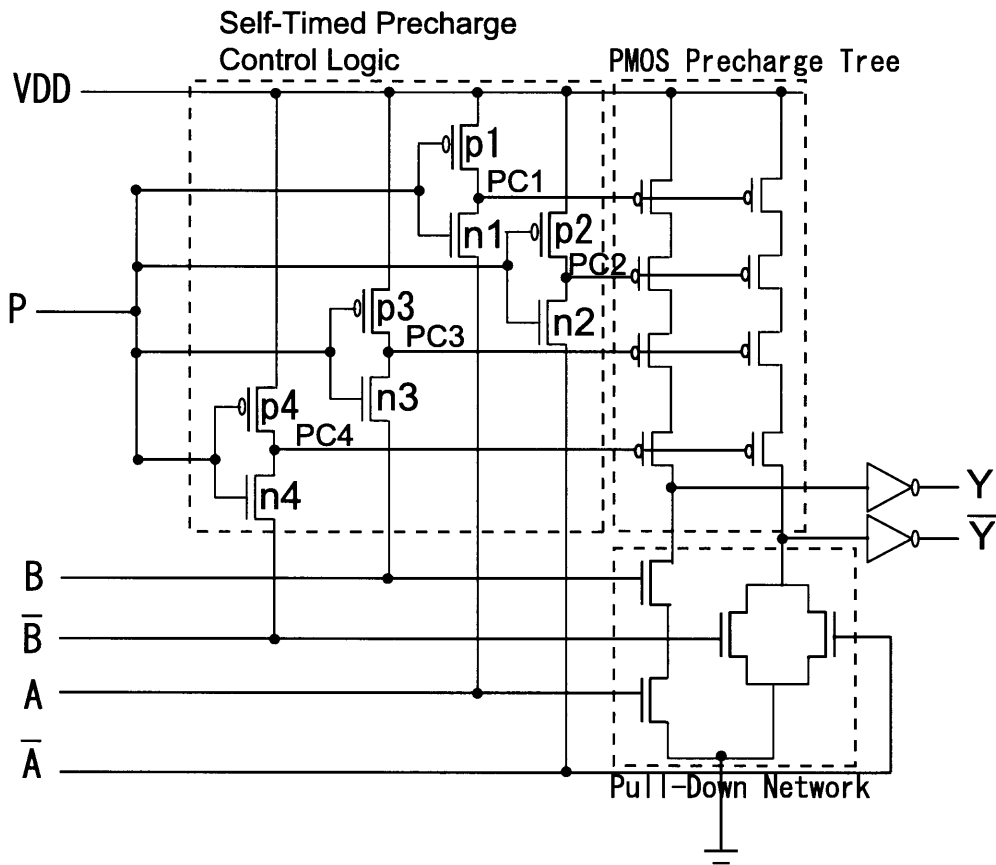 Self-Timed Precharge
Control Logic
PMOS Precharge Tree
VDD
p1
PC1
n1
p2
PC2
P
p3
n2
PC3
p4
n3
PC4
n4
Y
Y̅
B
B̅
A
A̅
Pull-Down Network